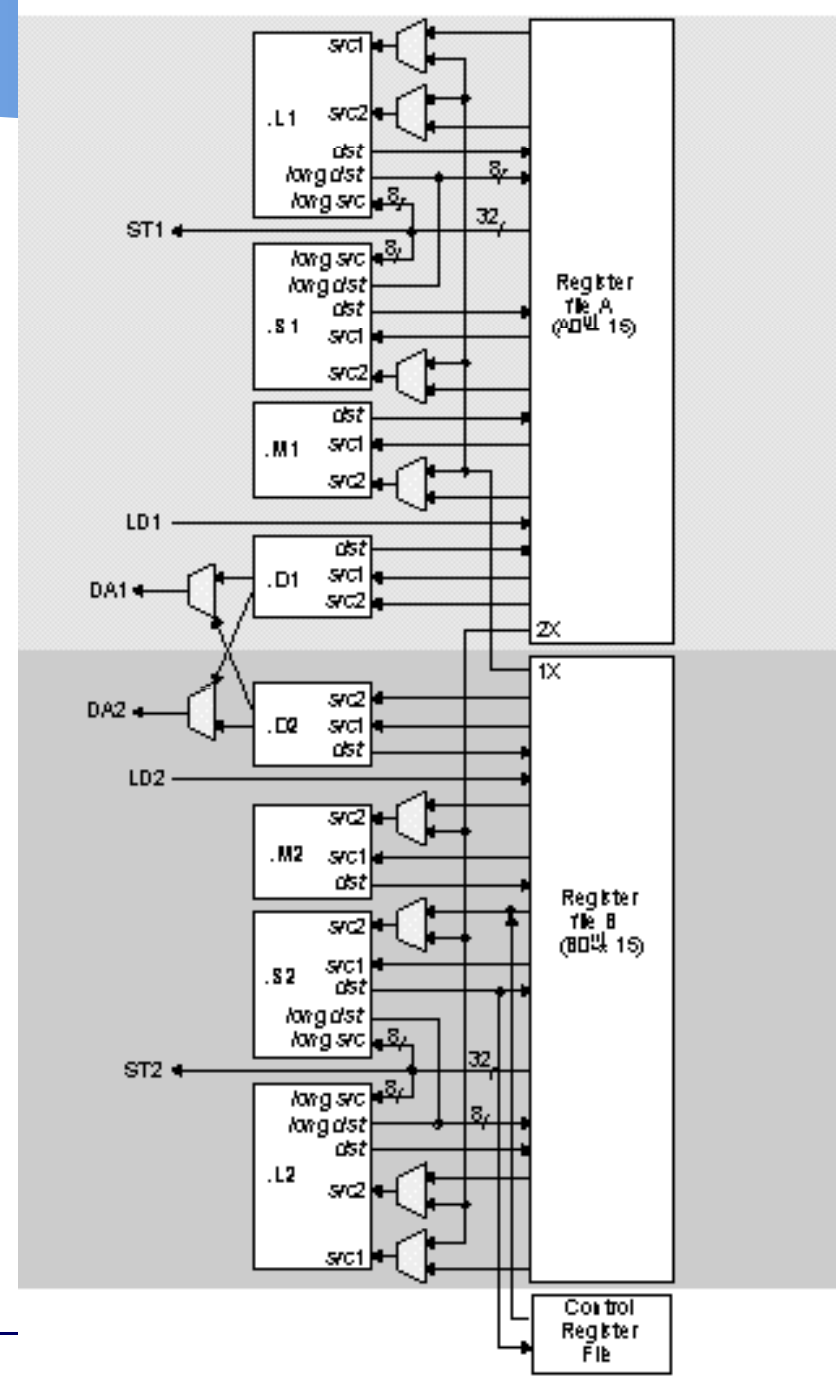 src1
.L1
src2
dst
long dst
8
long src
8
ST1
32
8
long src
long dst
dst
.S1
src1
src2
Register
file A
dst
.M1
src1
src2
LD1
dst
.D1
src1
src2
DA1
2X
1X
DA2
src2
.D2
src1
dst
LD2
src2
.M2
src1
dst
Register
file B
src2
.S2
src1
dst
long dst
long src
8
ST2
32
8
long src
long dst
8
dst
.L2
src2
src1
Control
Register
File